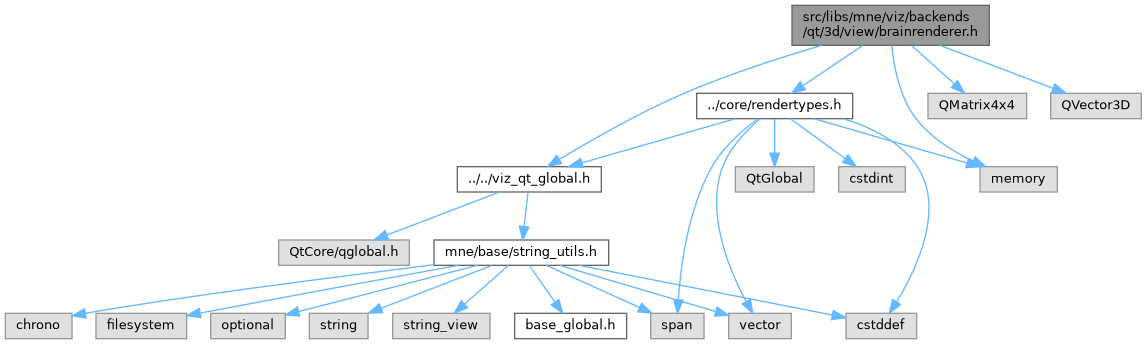 src/libs/mne/viz/backends
/qt/3d/view/brainrenderer.h
../core/rendertypes.h
QMatrix4x4
QVector3D
../../viz_qt_global.h
QtGlobal
cstdint
memory
QtCore/qglobal.h
mne/base/string_utils.h
chrono
filesystem
optional
string
string_view
base_global.h
span
vector
cstddef